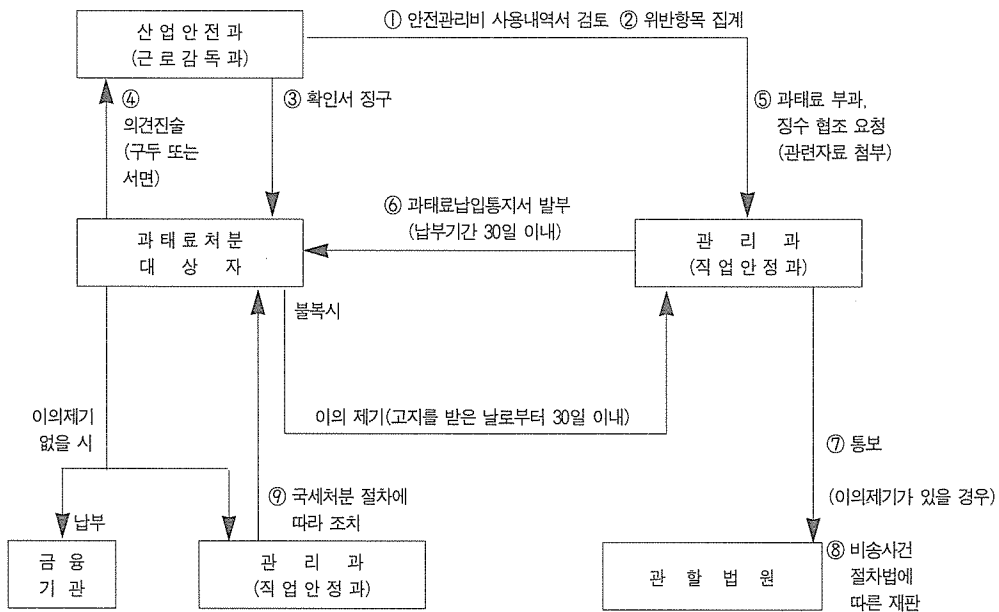 ① 안전관리비 사용내역서 검토 ② 위반항목 집계
산 업 안 전 과
(근 로 감 독 과)
④
의견진술
(구두 또는
서면)
③ 확인서 징구
⑤ 과태료 부과,
징수 협조 요청
(관련자료 첨부)
⑥ 과태료납입통지서 발부
(납부기간 30일 이내)
과 태 료 처 분
대 상 자
관 리 과
(직 업 안 정 과)
불복시
이의제기
없을 시
이의 제기(고지를 받은 날로부터 30일 이내)
⑦ 통보
(이의제기가 있을 경우)
⑨ 국세처분 절차에
따라 조치
납부
금 융
기 관
관 리 과
(직 업 안 정 과)
관 할 법 원
⑧ 비송사건
절차법에
따른 재판